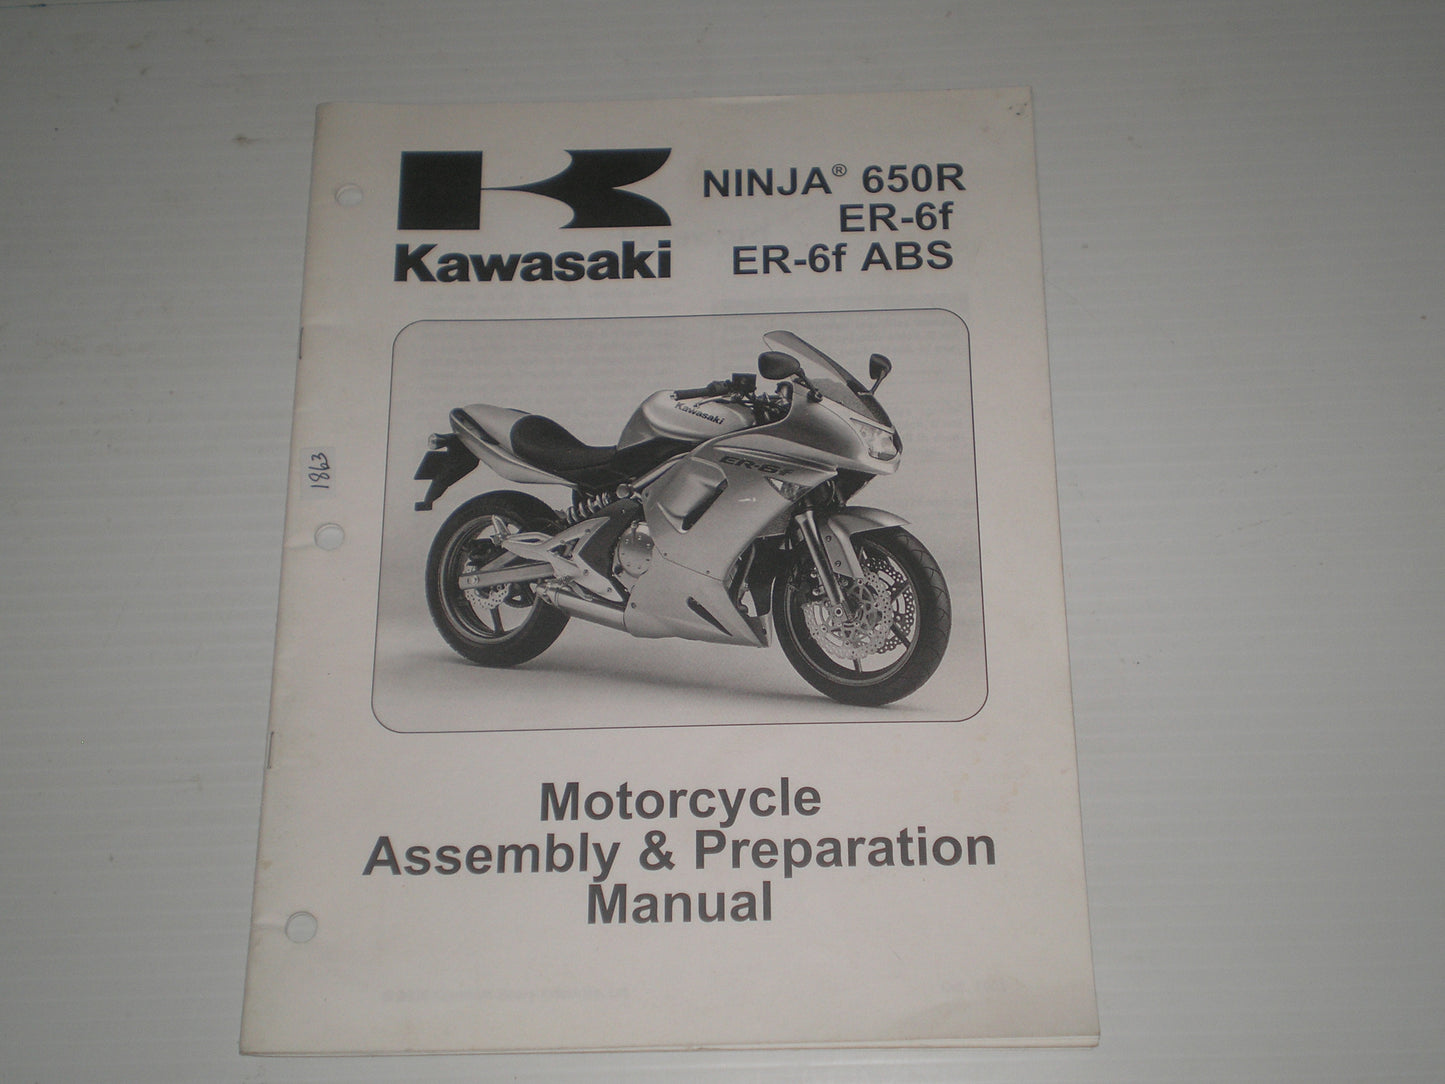 Kawasaki
NINJA® 650R
ER-6f
ER-6f ABS
Kawasaki
ER-6f
1863
Motorcycle
Assembly & Preparation
Manual